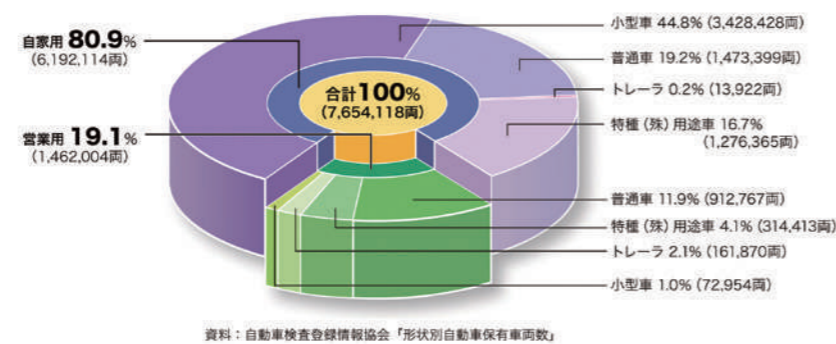 自家用 80.9%
(6,192,114両)
営業用 19.1%
(1,462,004両)
合計100%
(7,654,118両)
小型車 44.8%(3,428,428両)
普通車 19.2%(1,473,399両)
トレーラ 0.2%(13,922両)
特種(殊)用途車 16.7%
(1,276,365両)
普通車 11.9%(912,767両)
特種(殊)用途車 4.1%(314,413両)
トレーラ 2.1%(161,870両)
小型車 1.0%(72,954両)
資料：自動車検査登録情報協会「形状別自動車保有車両数」